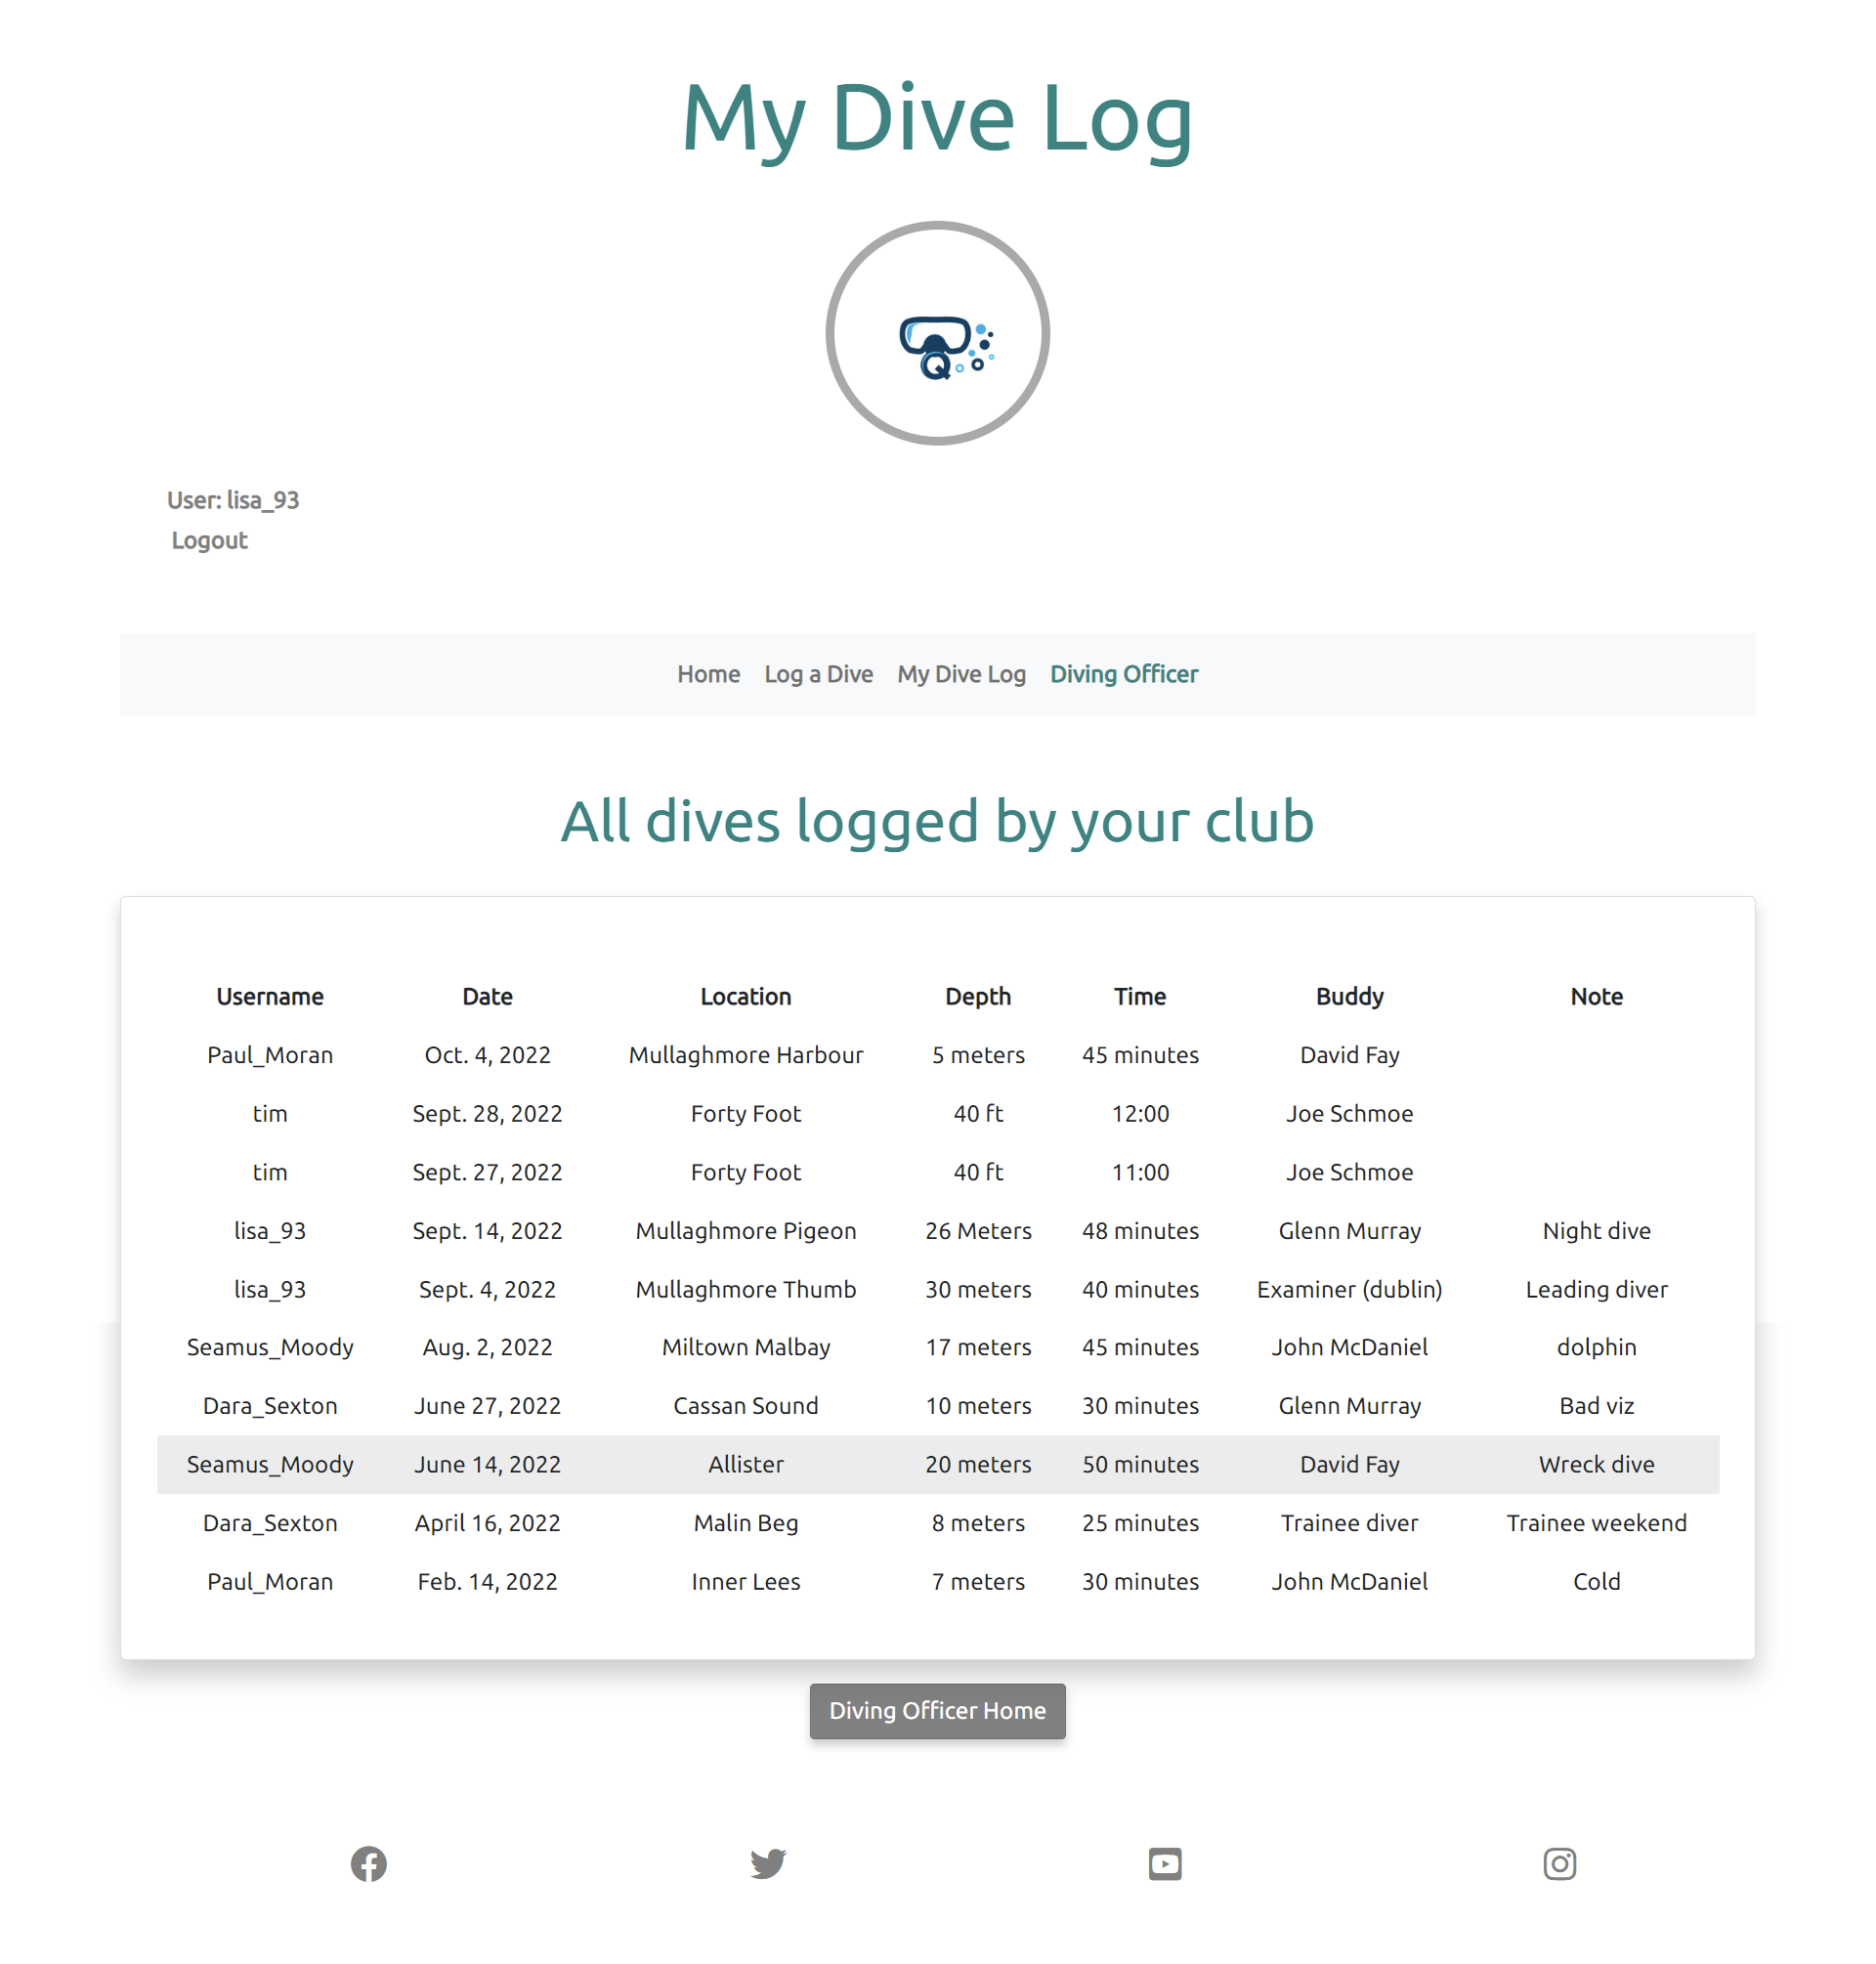 My Dive Log
Q
User: lisa_93
Logout
Home Log a Dive My Dive Log Diving Officer
All dives logged by your club
Username Date Location Depth Time Buddy Note
Paul_Moran Oct. 4, 2022 Mullaghmore Harbour 5 meters 45 minutes David Fay
tim Sept. 28, 2022 Forty Foot 40 ft 12:00 Joe Schmoe
tim Sept. 27, 2022 Forty Foot 40 ft 11:00 Joe Schmoe
lisa_93 Sept. 14, 2022 Mullaghmore Pigeon 26 Meters 48 minutes Glenn Murray Night dive
lisa_93 Sept. 4, 2022 Mullaghmore Thumb 30 meters 40 minutes Examiner (dublin) Leading diver
Seamus_Moody Aug. 2, 2022 Miltown Malbay 17 meters 45 minutes John McDaniel dolphin
Dara_Sexton June 27, 2022 Cassan Sound 10 meters 30 minutes Glenn Murray Bad viz
Seamus_Moody June 14, 2022 Allister 20 meters 50 minutes David Fay Wreck dive
Dara_Sexton April 16, 2022 Malin Beg 8 meters 25 minutes Trainee diver Trainee weekend
Paul_Moran Feb. 14, 2022 Inner Lees 7 meters 30 minutes John McDaniel Cold
Diving Officer Home